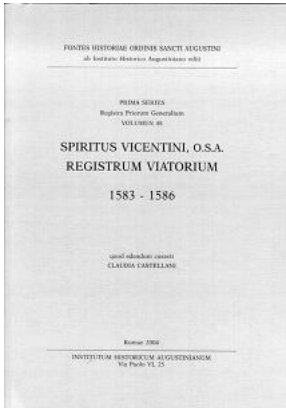 FONTES HISTORIAE ORDINIS SANCTI AUGUSTINI
ab Instituto Historico Augustiniano editi
PRIMA SERIES
Registra Priorum Generalium
VOLUMEN
SPIRITUS VICENTINI, O.S.A.
REGISTRUM VIATORIUM
1583 - 1586
quod edendum curavit
CLAUDIA CASTELLANI
Romae 2004
INSTITUTUM HISTORICUM AUGUSTINIANUM
Via Paolo VI, 25